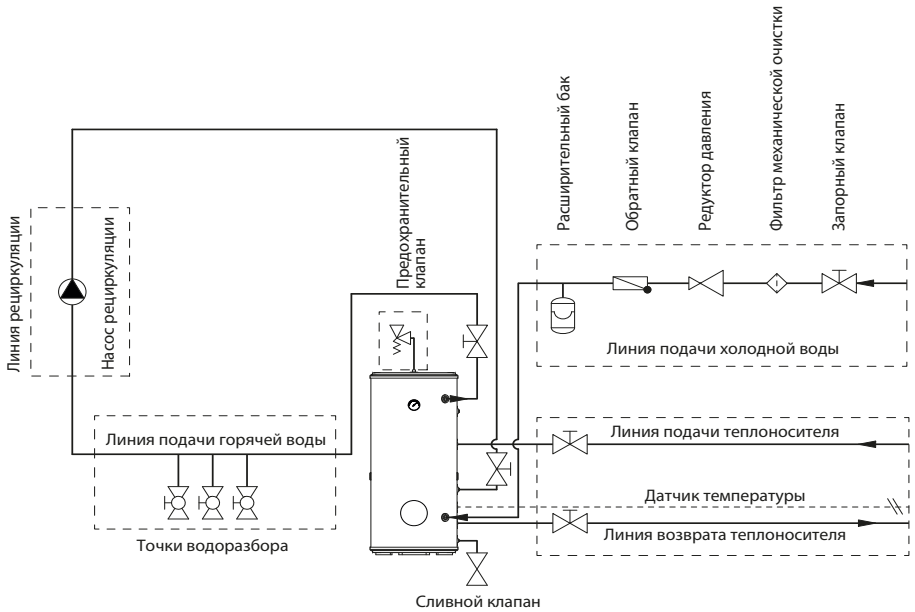 Линия рециркуляции
Насос рециркуляции
Предохранительный
клапан
Расширительный бак
Обратный клапан
Редуктор давления
Фильтр механической очистки
Запорный клапан
Линия подачи холодной воды
Линия подачи горячей воды
Точки водоразбора
Линия подачи теплоносителя
Датчик температуры
Линия возврата теплоносителя
Сливной клапан